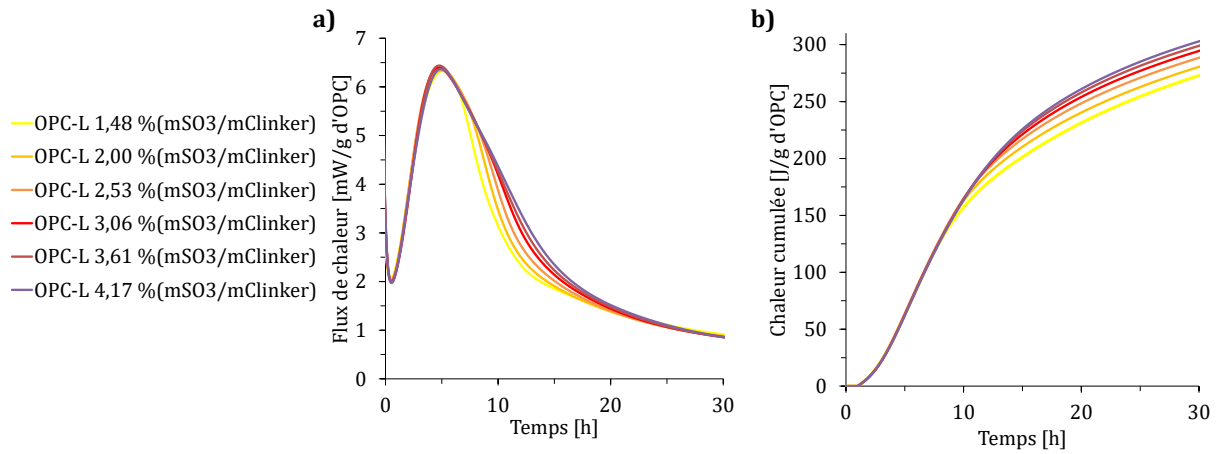 a)
b)
OPC-L 1,48 %(mSO3/mClinker)
OPC-L 2,00 %(mSO3/mClinker)
OPC-L 2,53 %(mSO3/mClinker)
OPC-L 3,06 %(mSO3/mClinker)
OPC-L 3,61 %(mSO3/mClinker)
OPC-L 4,17 %(mSO3/mClinker)
Flux de chaleur [mW/g d'OPC]
7
6
5
4
3
2
1
0
0 10 20 30
Temps [h]
Chaleur cumulée [J/g d'OPC]
300
250
200
150
100
50
0
0 10 20 30
Temps [h]